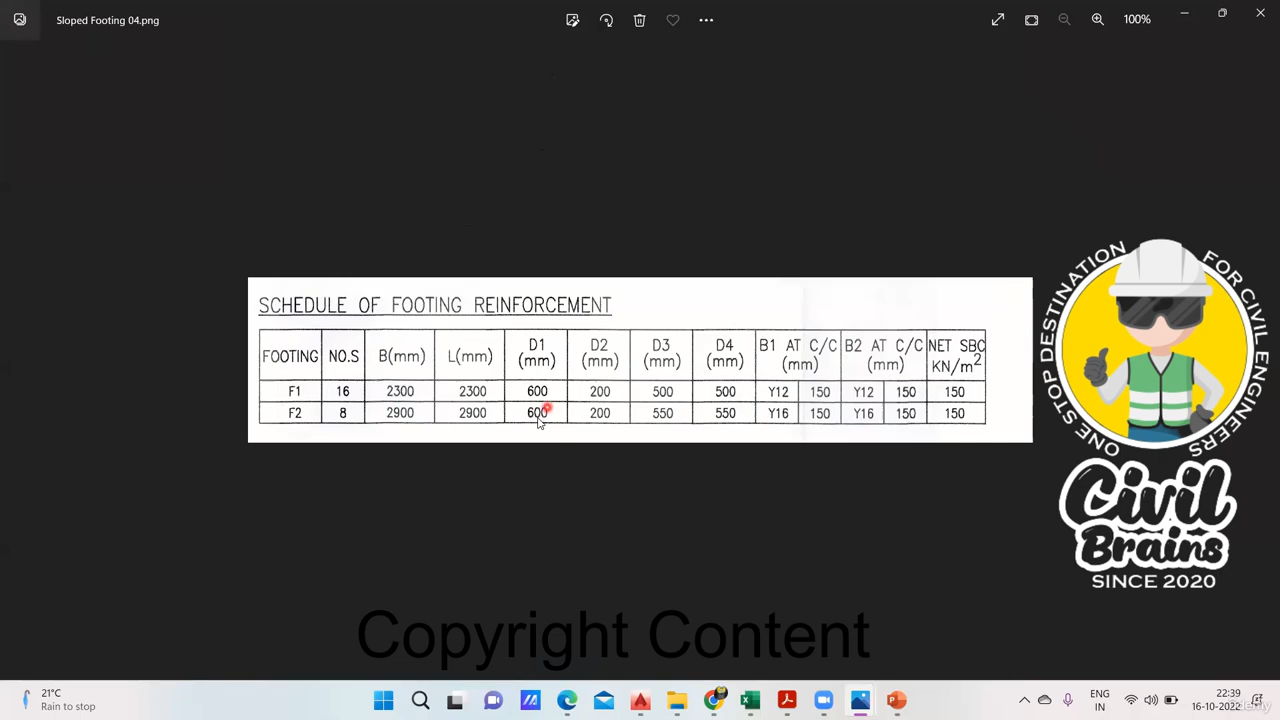 Sloped Footing 04.png
100%
SCHEDULE OF FOOTING REINFORCEMENT
FOOTING NO.S B(mm) L(mm) D1 (mm) D2 (mm) D3 (mm) D4 (mm) B1 AT C/C (mm) B2 AT C/C (mm) NET SBC KN/m2
F1 16 2300 2300 600 200 500 500 Y12 150 Y12 150 150
F2 8 2900 2900 600 200 550 550 Y16 150 Y16 150 150
ONE STOP DESTINATION FOR CIVIL ENGINEERS
Civil
Brains
SINCE 2020
Copyright Content
21°C
Rain to stop
ENG
IN
22:39
16-10-2022